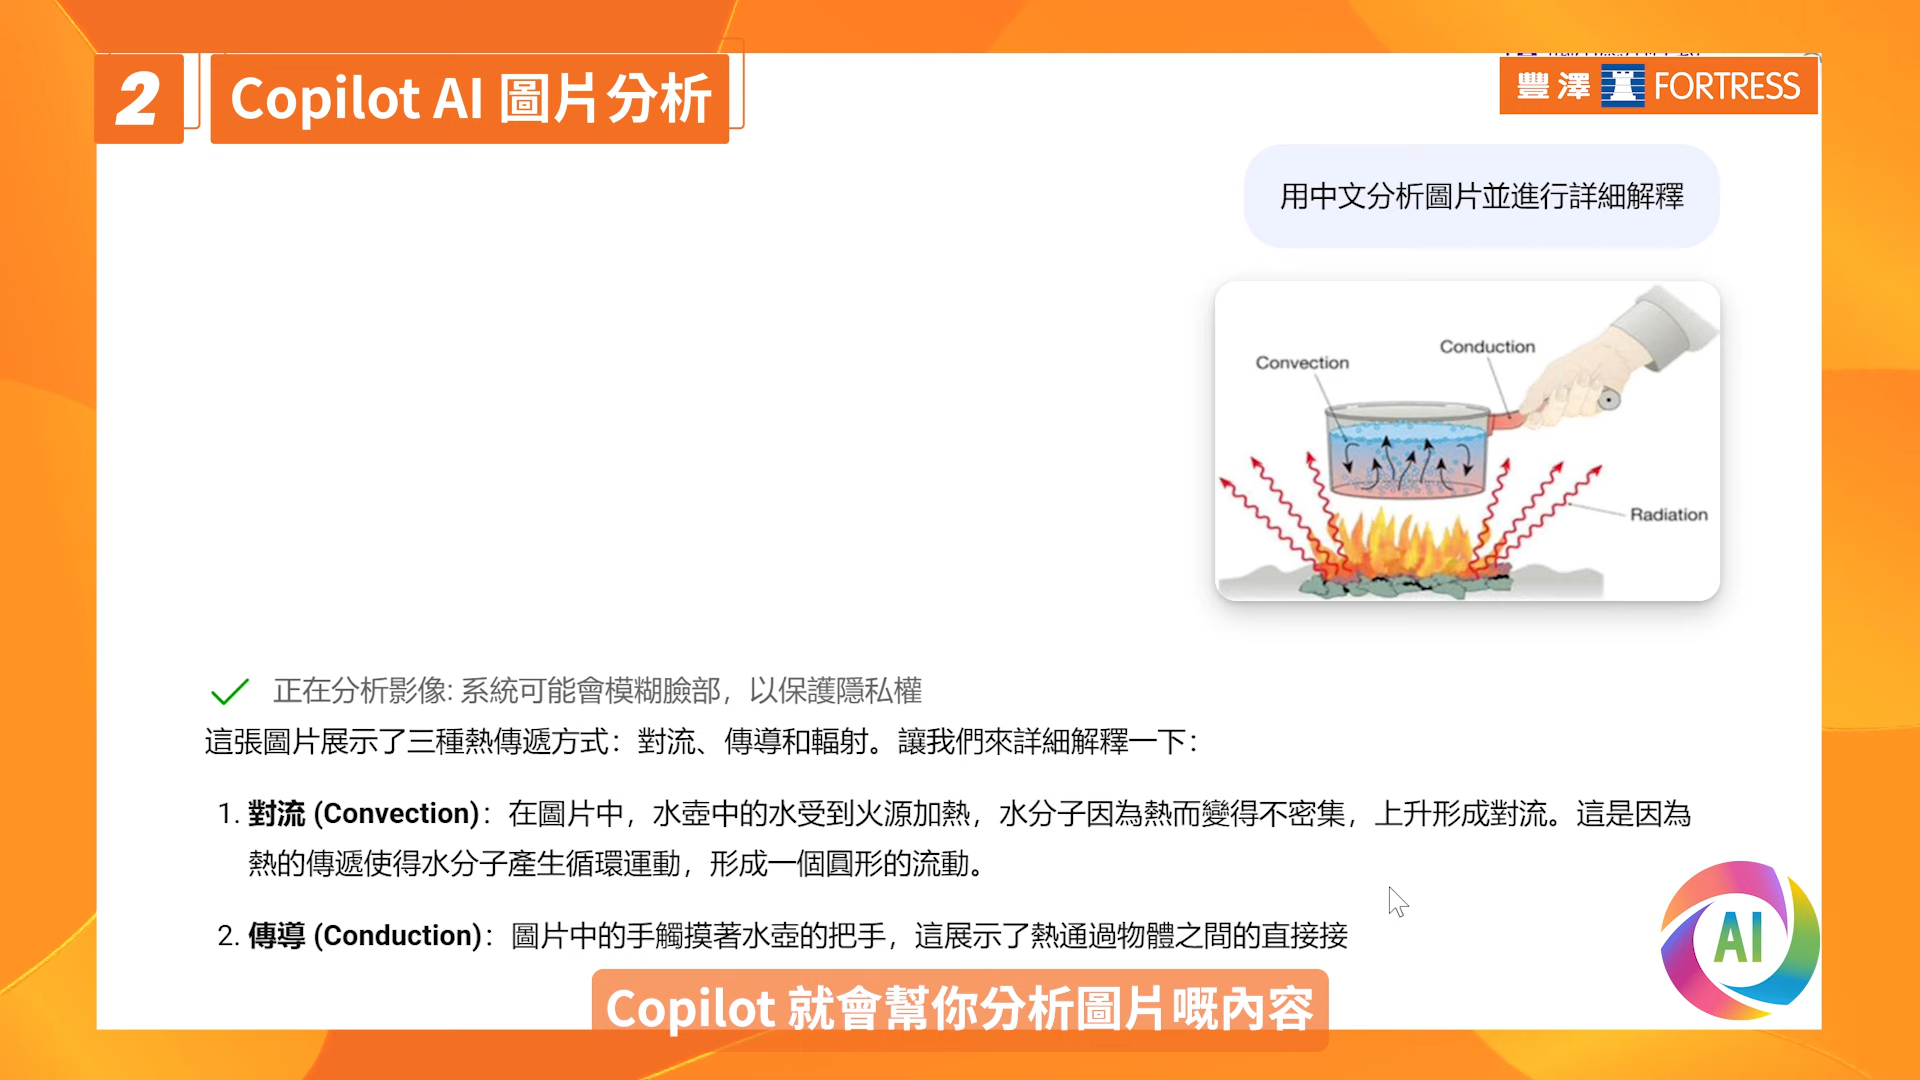 2
Copilot AI 圖片分析
豐澤 FORTRESS
用中文分析圖片並進行詳細解釋
Conduction
Convection
Radiation
正在分析影像: 系統可能會模糊臉部，以保護隱私權
這張圖片展示了三種熱傳遞方式：對流、傳導和輻射。讓我們來詳細解釋一下：
1. 對流 (Convection)：在圖片中，水壺中的水受到火源加熱，水分子因為熱而變得不密集，上升形成對流。這是因為
熱的傳遞使得水分子產生循環運動，形成一個圓形的流動。
2. 傳導 (Conduction)：圖片中的手觸摸著水壺的把手，這展示了熱通過物體之間的直接接
AI
Copilot 就會幫你分析圖片嘅內容